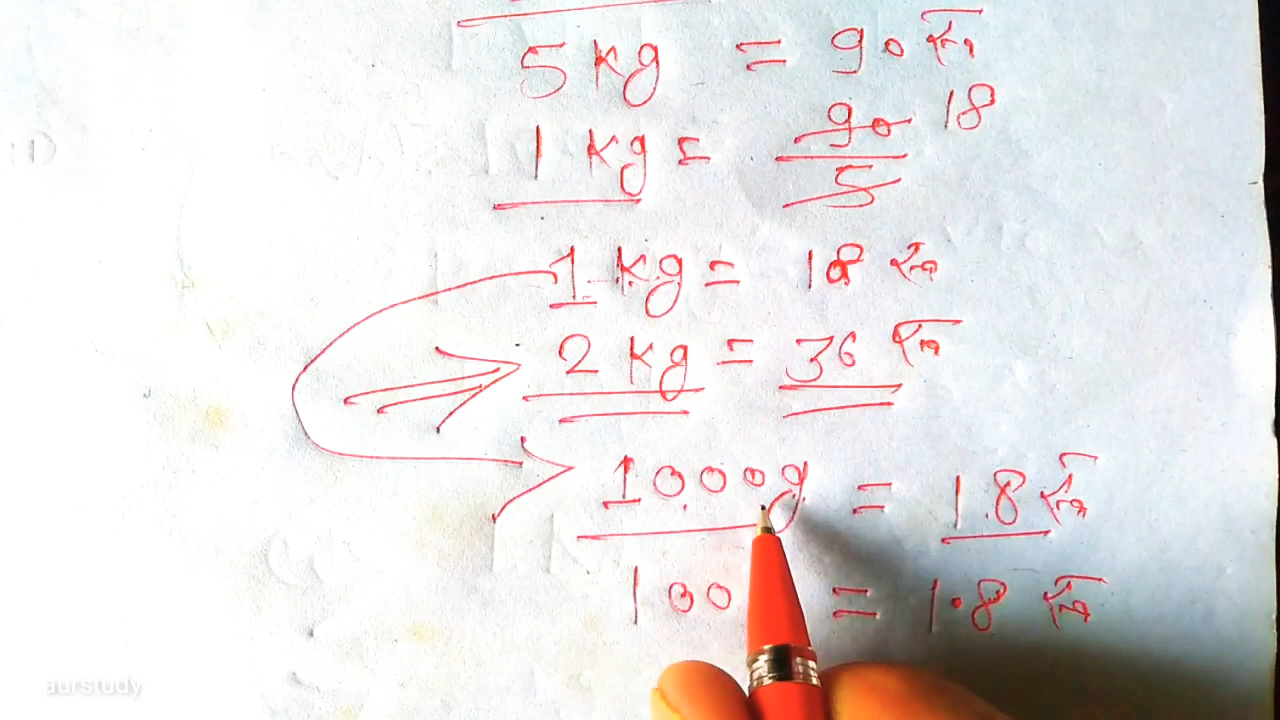 5 kg = 90 रु
1 kg = 90/5 18
1 kg = 18 रु
2 kg = 36 रु
1000g = 18 रु
100 = 1.8 रु
aurstudy